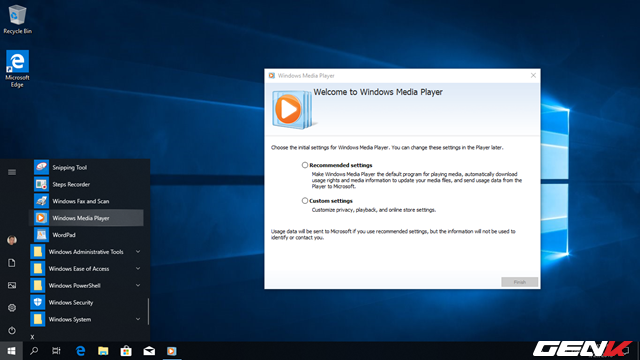 Recycle Bin
Microsoft
Edge
Snipping Tool
Steps Recorder
Windows Fax and Scan
Windows Media Player
WordPad
Windows Administrative Tools
Windows Ease of Access
Windows PowerShell
Windows Security
Windows System
X
Windows Media Player
Welcome to Windows Media Player
Choose the initial settings for Windows Media Player. You can change these settings in the Player later.
Recommended settings
Make Windows Media Player the default program for playing media, automatically download
usage rights and media information to update your media files, and send usage data from the
Player to Microsoft.
Custom settings
Customize privacy, playback, and online store settings.
Usage data will be sent to Microsoft if you use recommended settings, but the information will not be used to
identify or contact you.
Finish
GENK